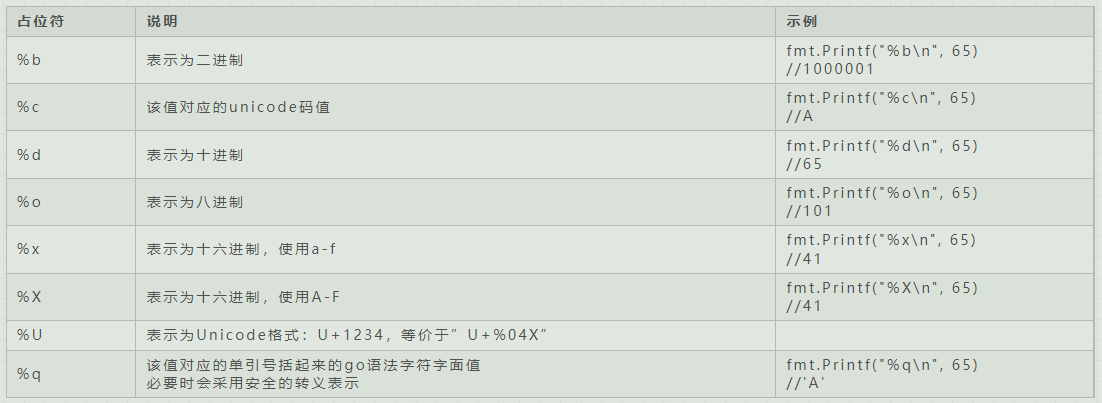 占位符 说明 示例
%b 表示为二进制 fmt.Printf("%b\n", 65)
//1000001
%c 该值对应的unicode码值 fmt.Printf("%c\n", 65)
//A
%d 表示为十进制 fmt.Printf("%d\n", 65)
//65
%o 表示为八进制 fmt.Printf("%o\n", 65)
//101
%x 表示为十六进制，使用a-f fmt.Printf("%x\n", 65)
//41
%X 表示为十六进制，使用A-F fmt.Printf("%X\n", 65)
//41
%U 表示为Unicode格式：U+1234，等价于”U+%04X”
%q 该值对应的单引号括起来的go语法字符字面值
必要时会采用安全的转义表示 fmt.Printf("%q\n", 65)
//'A'